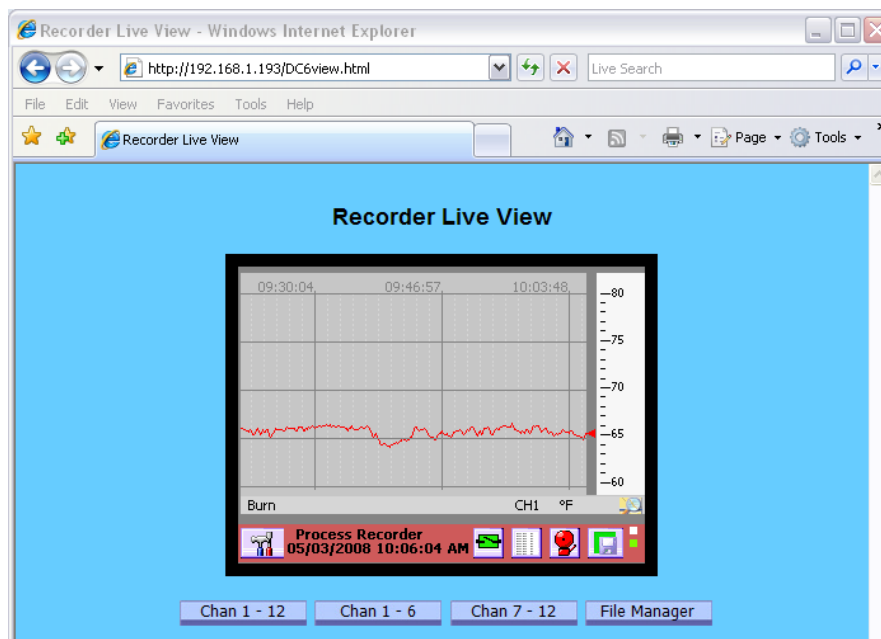 Recorder Live View - Windows Internet Explorer
http://192.168.1.193/DC6view.html
Live Search
File Edit View Favorites Tools Help
Recorder Live View
Page Tools
Recorder Live View
09:30:04 09:46:57 10:03:48
80
75
70
65
60
Burn CH1 °F
Process Recorder
05/03/2008 10:06:04 AM
Chan 1 - 12 Chan 1 - 6 Chan 7 - 12 File Manager